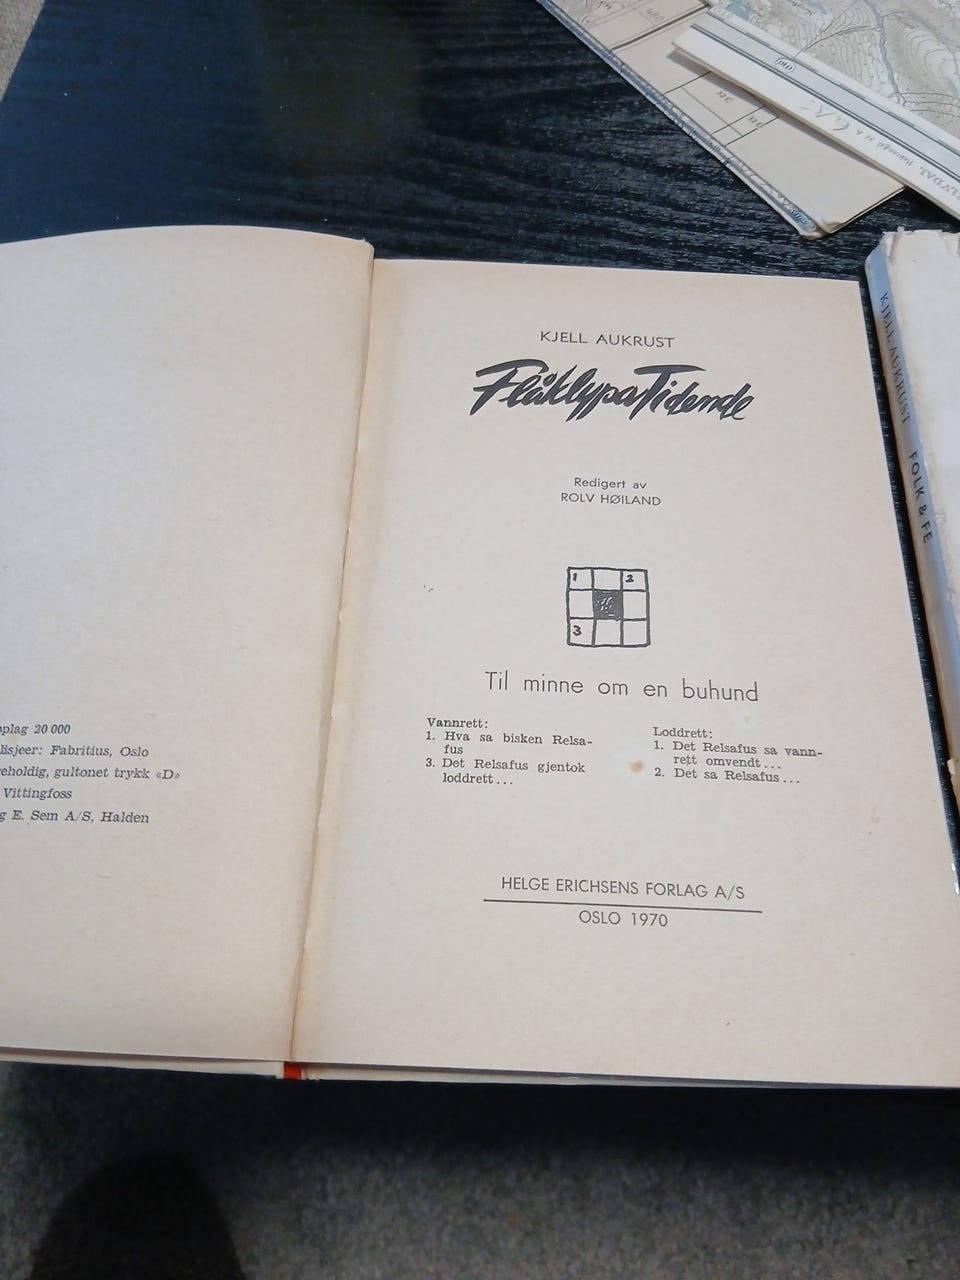 20 000
Fabritius, Oslo
gultonet trykk «D»
Vittingfoss
E. Sem A/S, Halden
KJELL AUKRUST
Flåklypa Tidende
Redigert av
ROLV HØILAND
1 2
3
Til minne om en buhund
Vannrett:
1. Hva sa bisken Relsa-
fus
3. Det Relsafus gjentok
loddrett...
Loddrett:
1. Det Relsafus sa vann-
rett omvendt...
2. Det sa Relsafus...
HELGE ERICHSENS FORLAG A/S
OSLO 1970
KJELL AUKRUST FOLK & FE